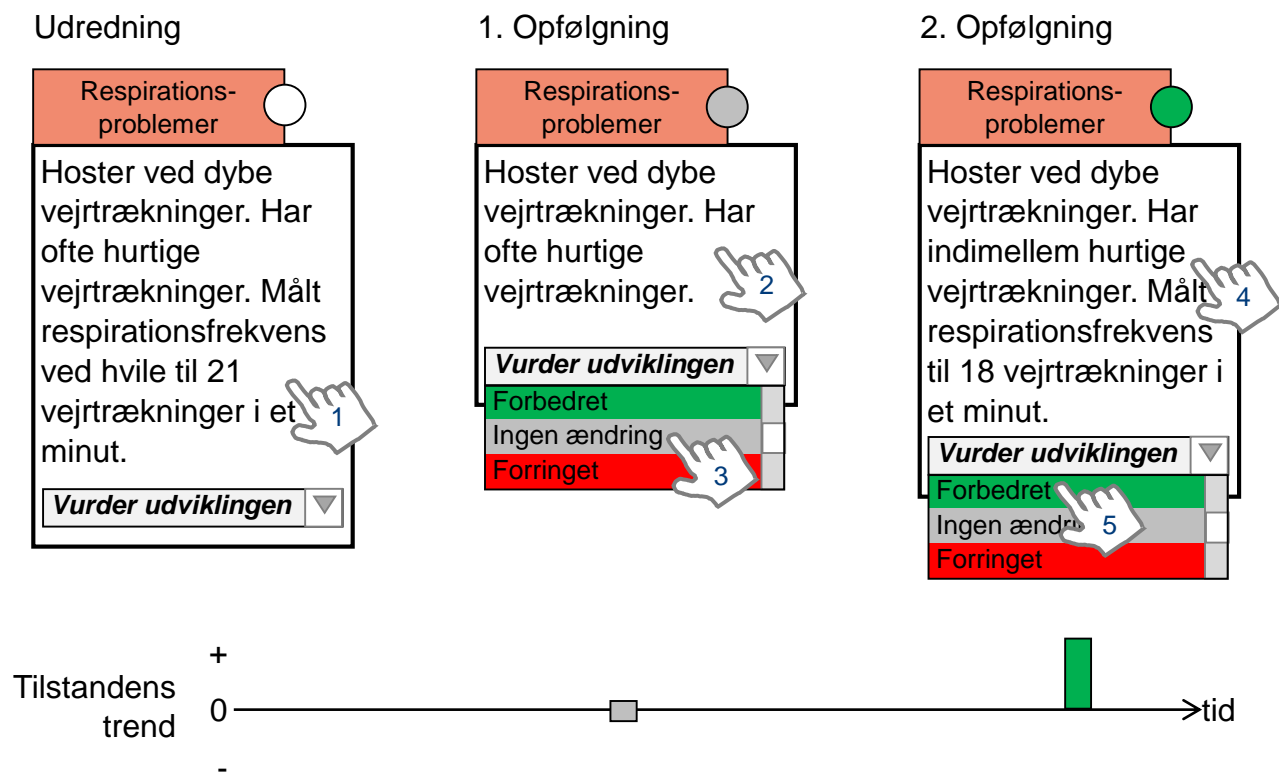 Udredning
Respirations-
problemer
Hoster ved dybe
vejrtrækninger. Har
ofte hurtige
vejrtrækninger. Målt
respirationsfrekvens
ved hvile til 21
vejrtrækninger i et
minut.
1
Vurder udviklingen
1. Opfølgning
Respirations-
problemer
Hoster ved dybe
vejrtrækninger. Har
ofte hurtige
vejrtrækninger.
2
Vurder udviklingen
Forbedret
Ingen ændring
Forringet
3
2. Opfølgning
Respirations-
problemer
Hoster ved dybe
vejrtrækninger. Har
indimellem hurtige
vejrtrækninger. Målt
respirationsfrekvens
til 18 vejrtrækninger i
et minut.
4
Vurder udviklingen
Forbedret
Ingen ændring
Forringet
5
Tilstandens
trend
+
0
-
tid